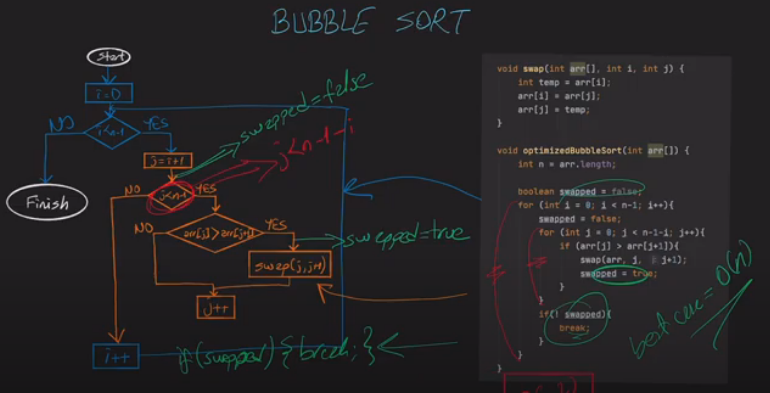 BUBBLE SORT
Start
i=0
i<n-1
NO
YES
j=i+1
j<n-1
NO
YES
arr[j]>arr[j+1]
NO
YES
swap(j,j+1)
j++
i++
Finish
swapped=false
j<n-1-i
swapped=true
if(swapped){break;}
void swap(int arr[], int i, int j) {
int temp = arr[i];
arr[i] = arr[j];
arr[j] = temp;
}
void optimizedBubbleSort(int arr[]) {
int n = arr.length;
boolean swapped = false;
for (int i = 0; i < n-1; i++){
swapped = false;
for (int j = 0; j < n-1-i; j++){
if (arr[j] > arr[j+1]){
swap(arr, j, j+1);
swapped = true;
}
}
if(! swapped){
break;
}
}
}
best case = O(n)